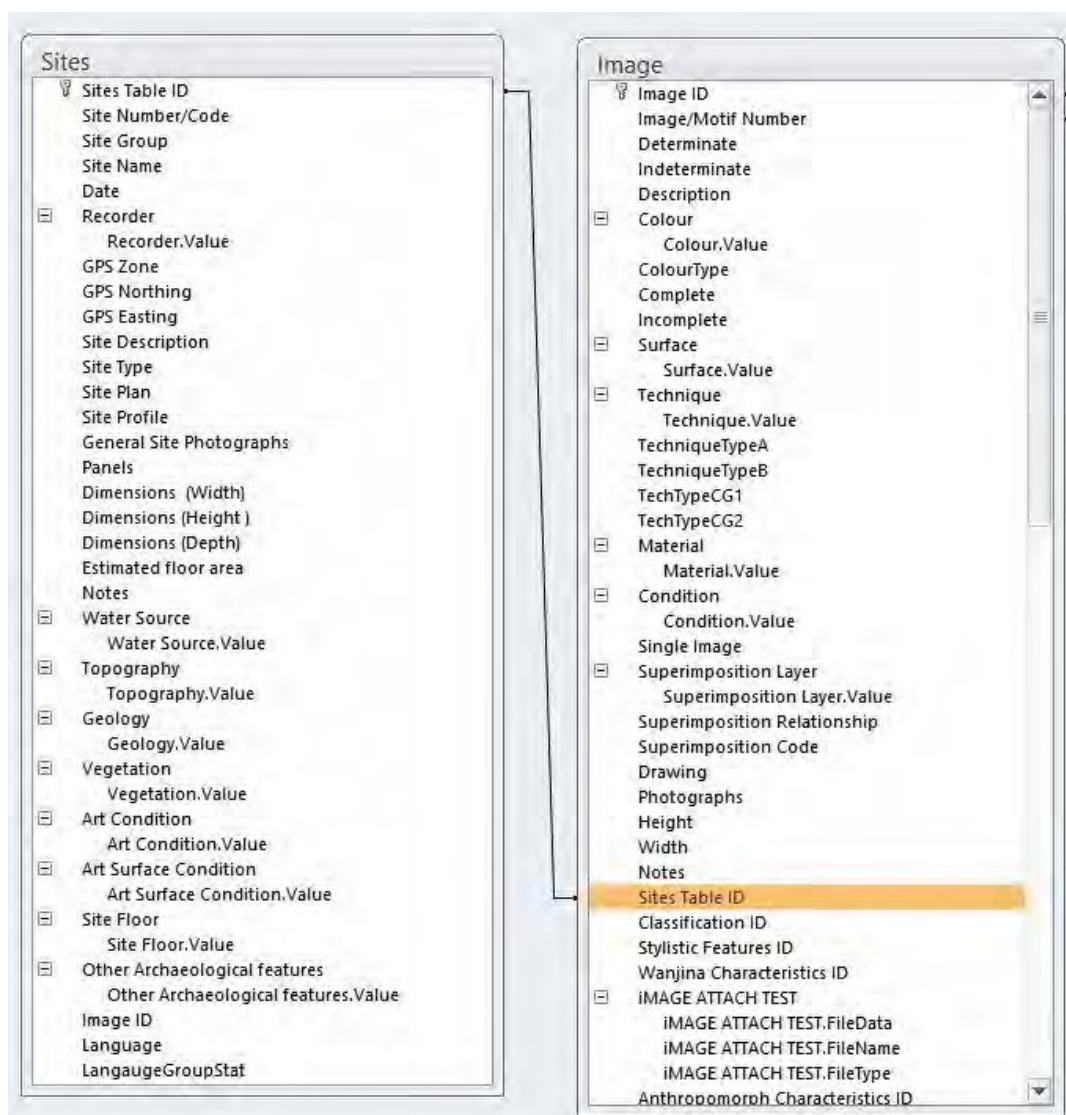 Sites
Sites Table ID
Site Number/Code
Site Group
Site Name
Date
Recorder
Recorder.Value
GPS Zone
GPS Northing
GPS Easting
Site Description
Site Type
Site Plan
Site Profile
General Site Photographs
Panels
Dimensions (Width)
Dimensions (Height )
Dimensions (Depth)
Estimated floor area
Notes
Water Source
Water Source.Value
Topography
Topography.Value
Geology
Geology.Value
Vegetation
Vegetation.Value
Art Condition
Art Condition.Value
Art Surface Condition
Art Surface Condition.Value
Site Floor
Site Floor.Value
Other Archaeological features
Other Archaeological features.Value
Image ID
Language
LangaugeGroupStat
Image
Image ID
Image/Motif Number
Determinate
Indeterminate
Description
Colour
Colour.Value
ColourType
Complete
Incomplete
Surface
Surface.Value
Technique
Technique.Value
TechniqueTypeA
TechniqueTypeB
TechTypeCG1
TechTypeCG2
Material
Material.Value
Condition
Condition.Value
Single Image
Superimposition Layer
Superimposition Layer.Value
Superimposition Relationship
Superimposition Code
Drawing
Photographs
Height
Width
Notes
Sites Table ID
Classification ID
Stylistic Features ID
Wanjina Characteristics ID
iMAGE ATTACH TEST
iMAGE ATTACH TEST.FileData
iMAGE ATTACH TEST.FileName
iMAGE ATTACH TEST.FileType
Anthropomorph Characteristics ID